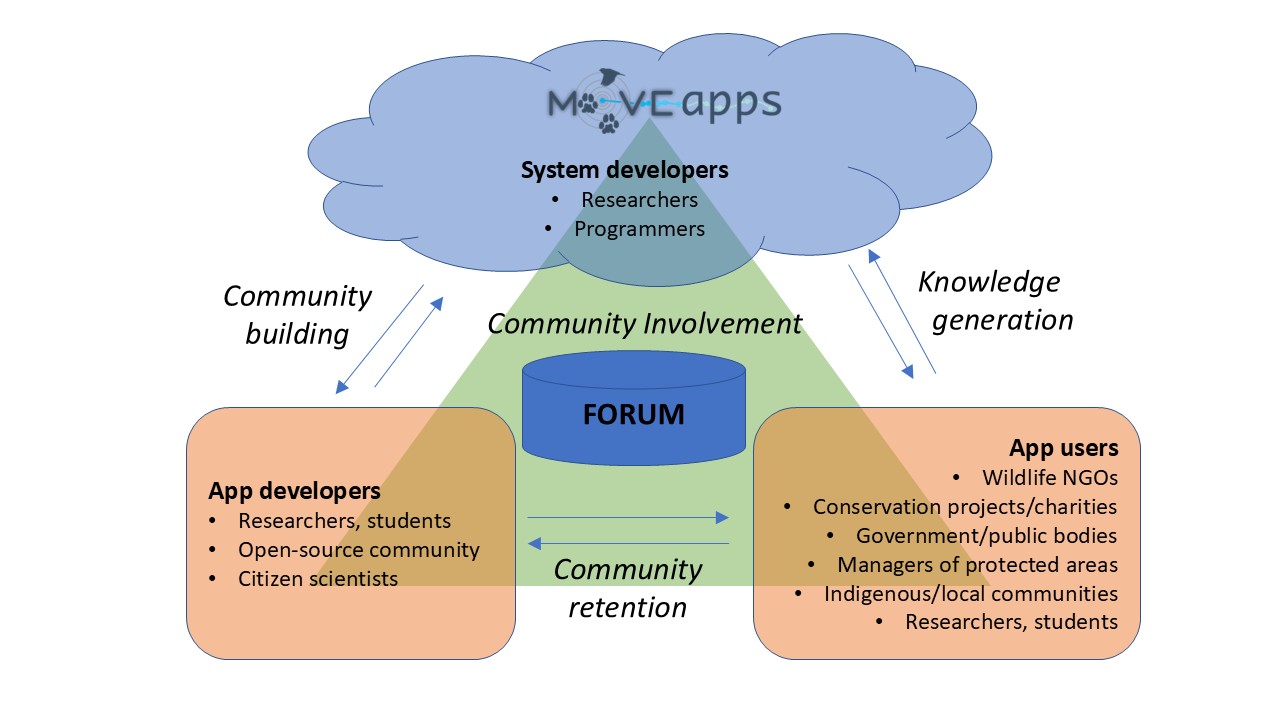 MOVEapps
System developers
• Researchers
• Programmers
Community
building
Knowledge
generation
Community Involvement
FORUM
App developers
• Researchers, students
• Open-source community
• Citizen scientists
App users
• Wildlife NGOs
• Conservation projects/charities
• Government/public bodies
• Managers of protected areas
• Indigenous/local communities
• Researchers, students
Community
retention